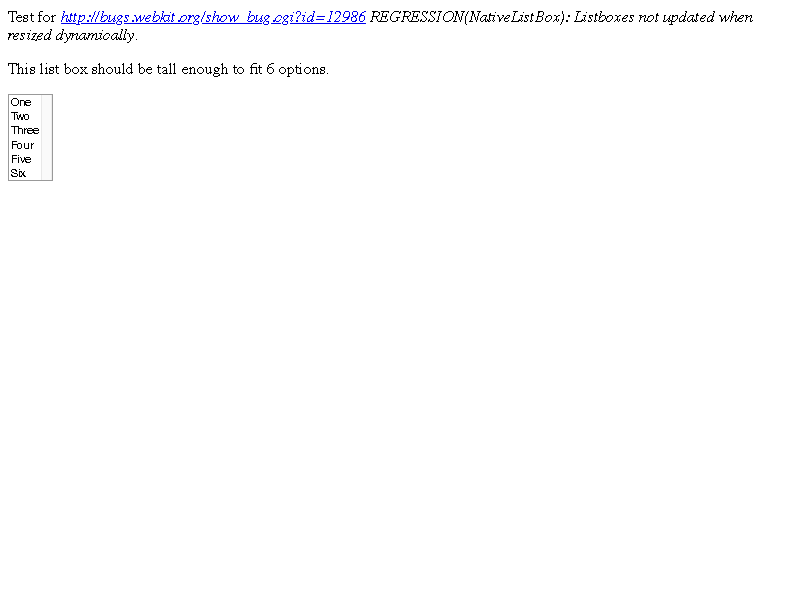 Test for http://bugs.webkit.org/show_bug.cgi?id=12986 REGRESSION(NativeListBox): Listboxes not updated when
resized dynamically.
This list box should be tall enough to fit 6 options.
One
Two
Three
Four
Five
Six